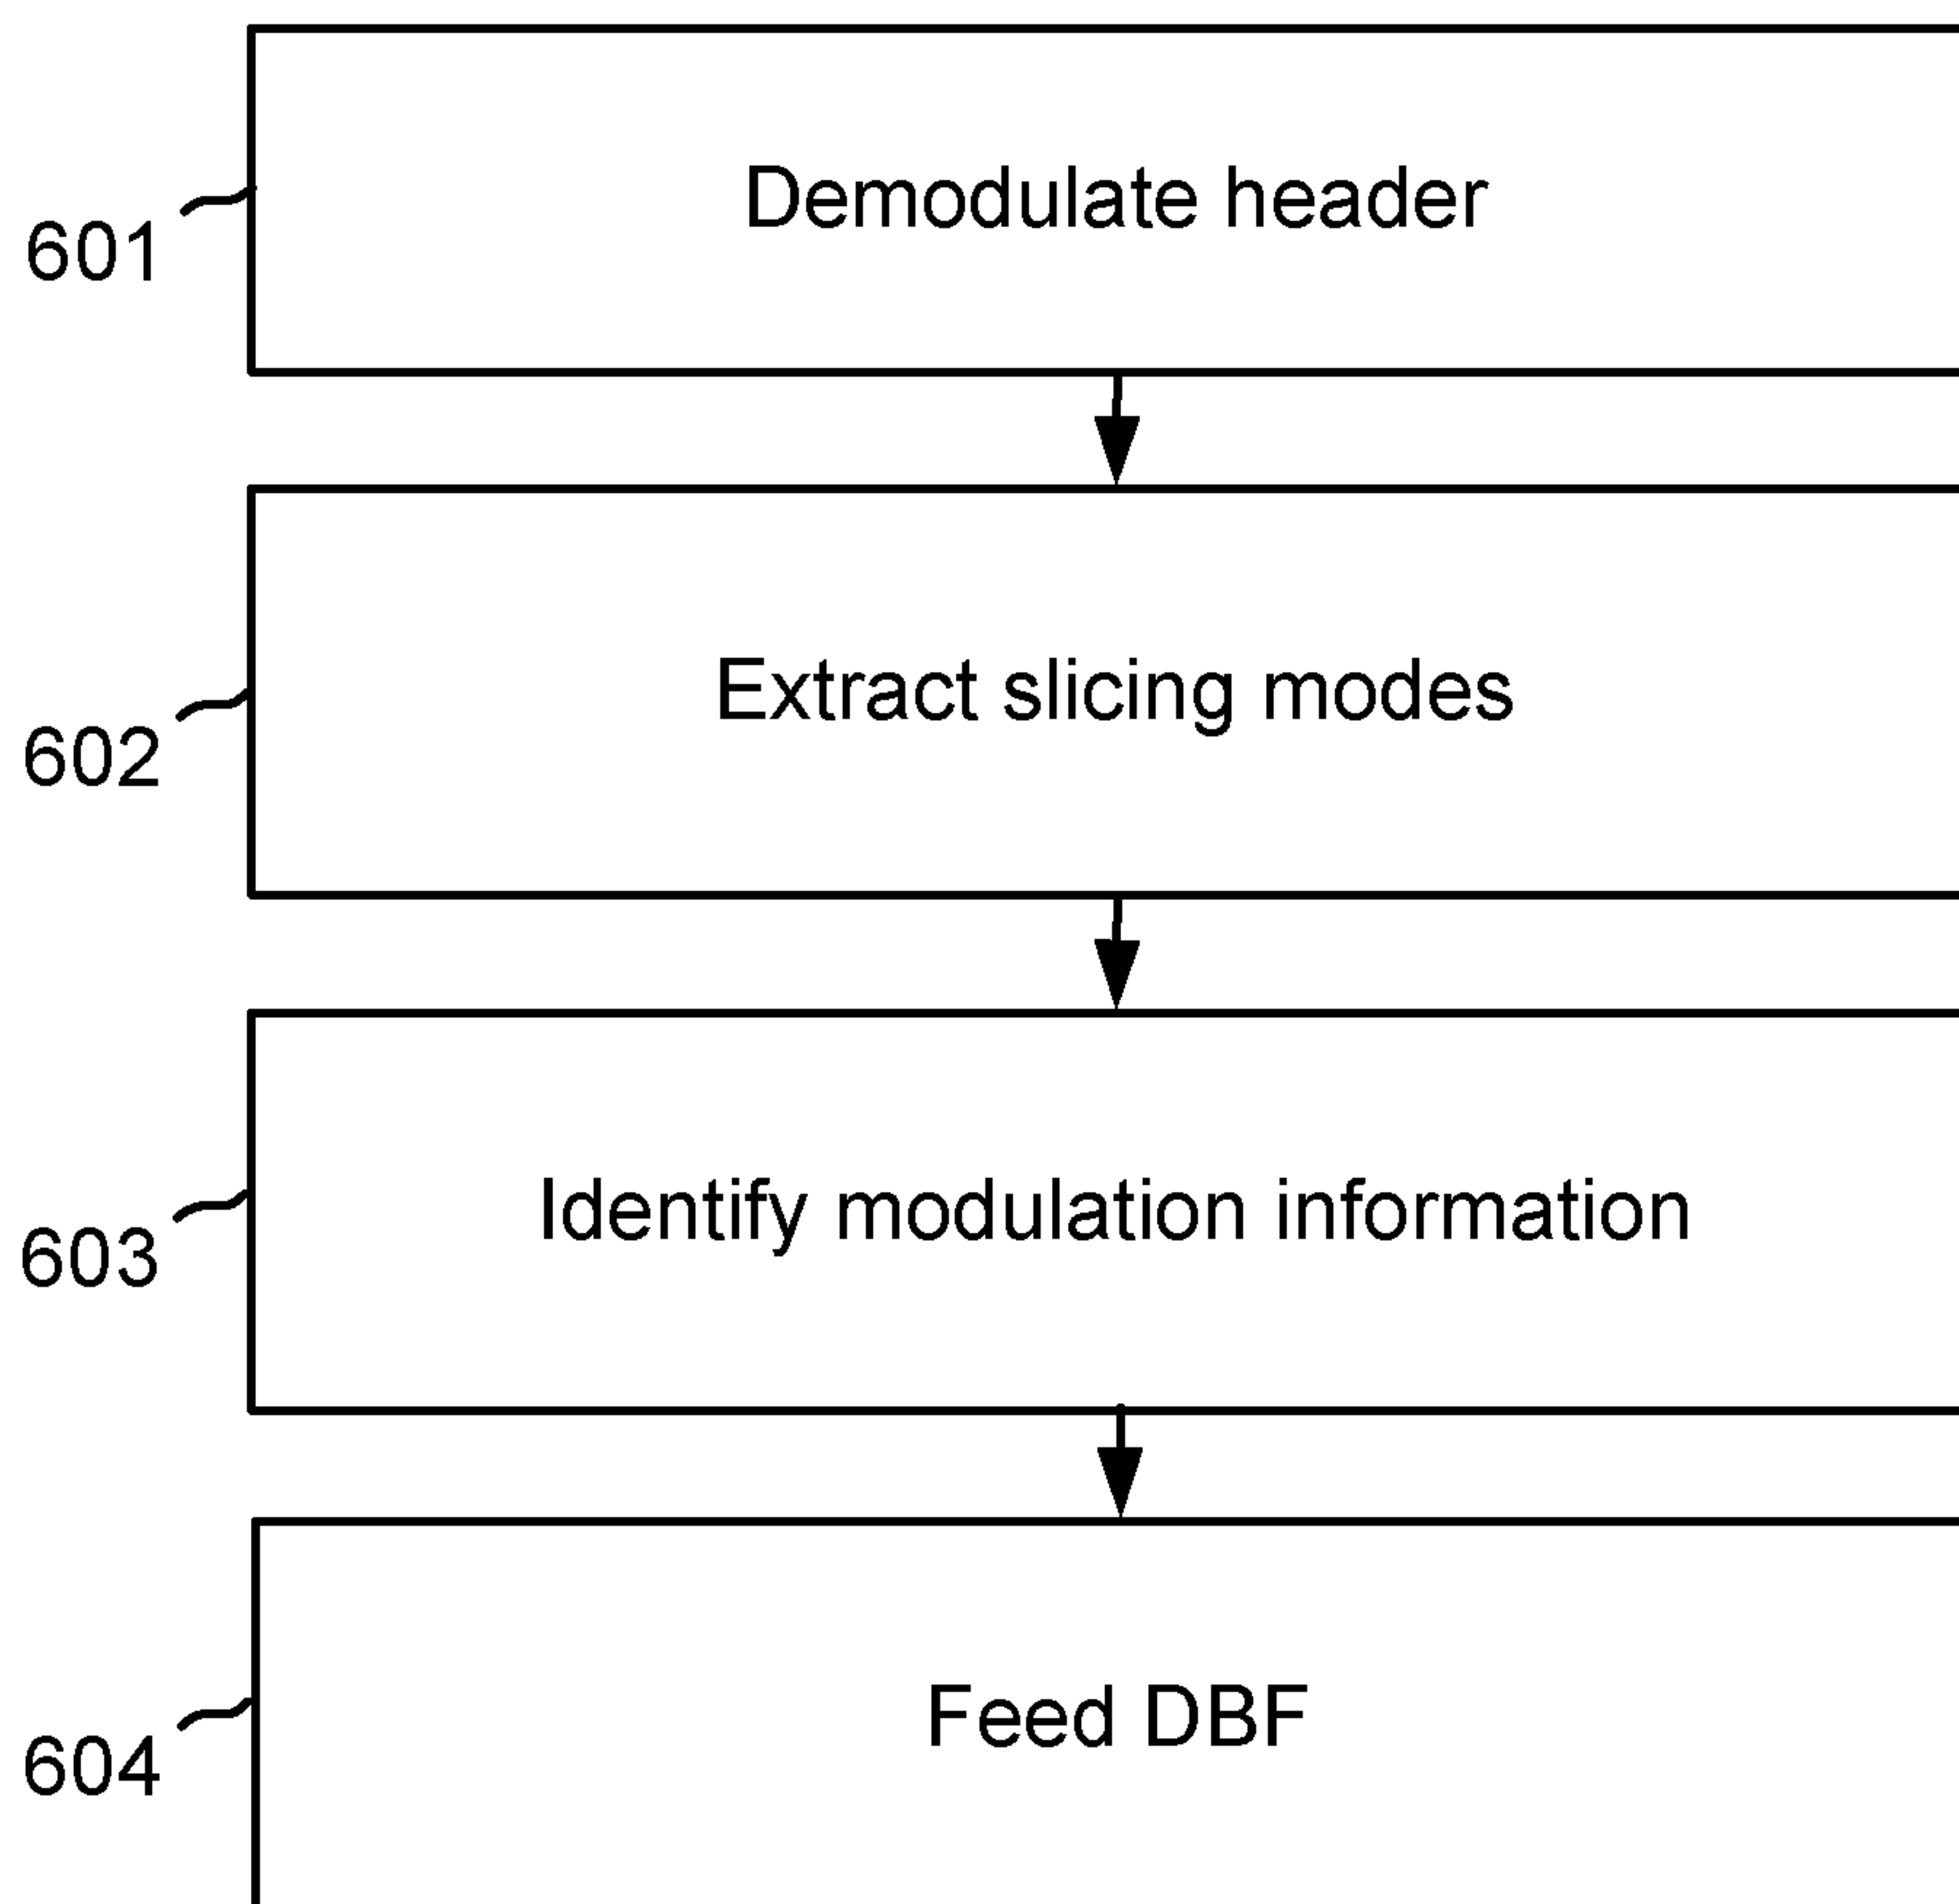 Demodulate header
601
Extract slicing modes
602
Identify modulation information
603
Feed DBF
604